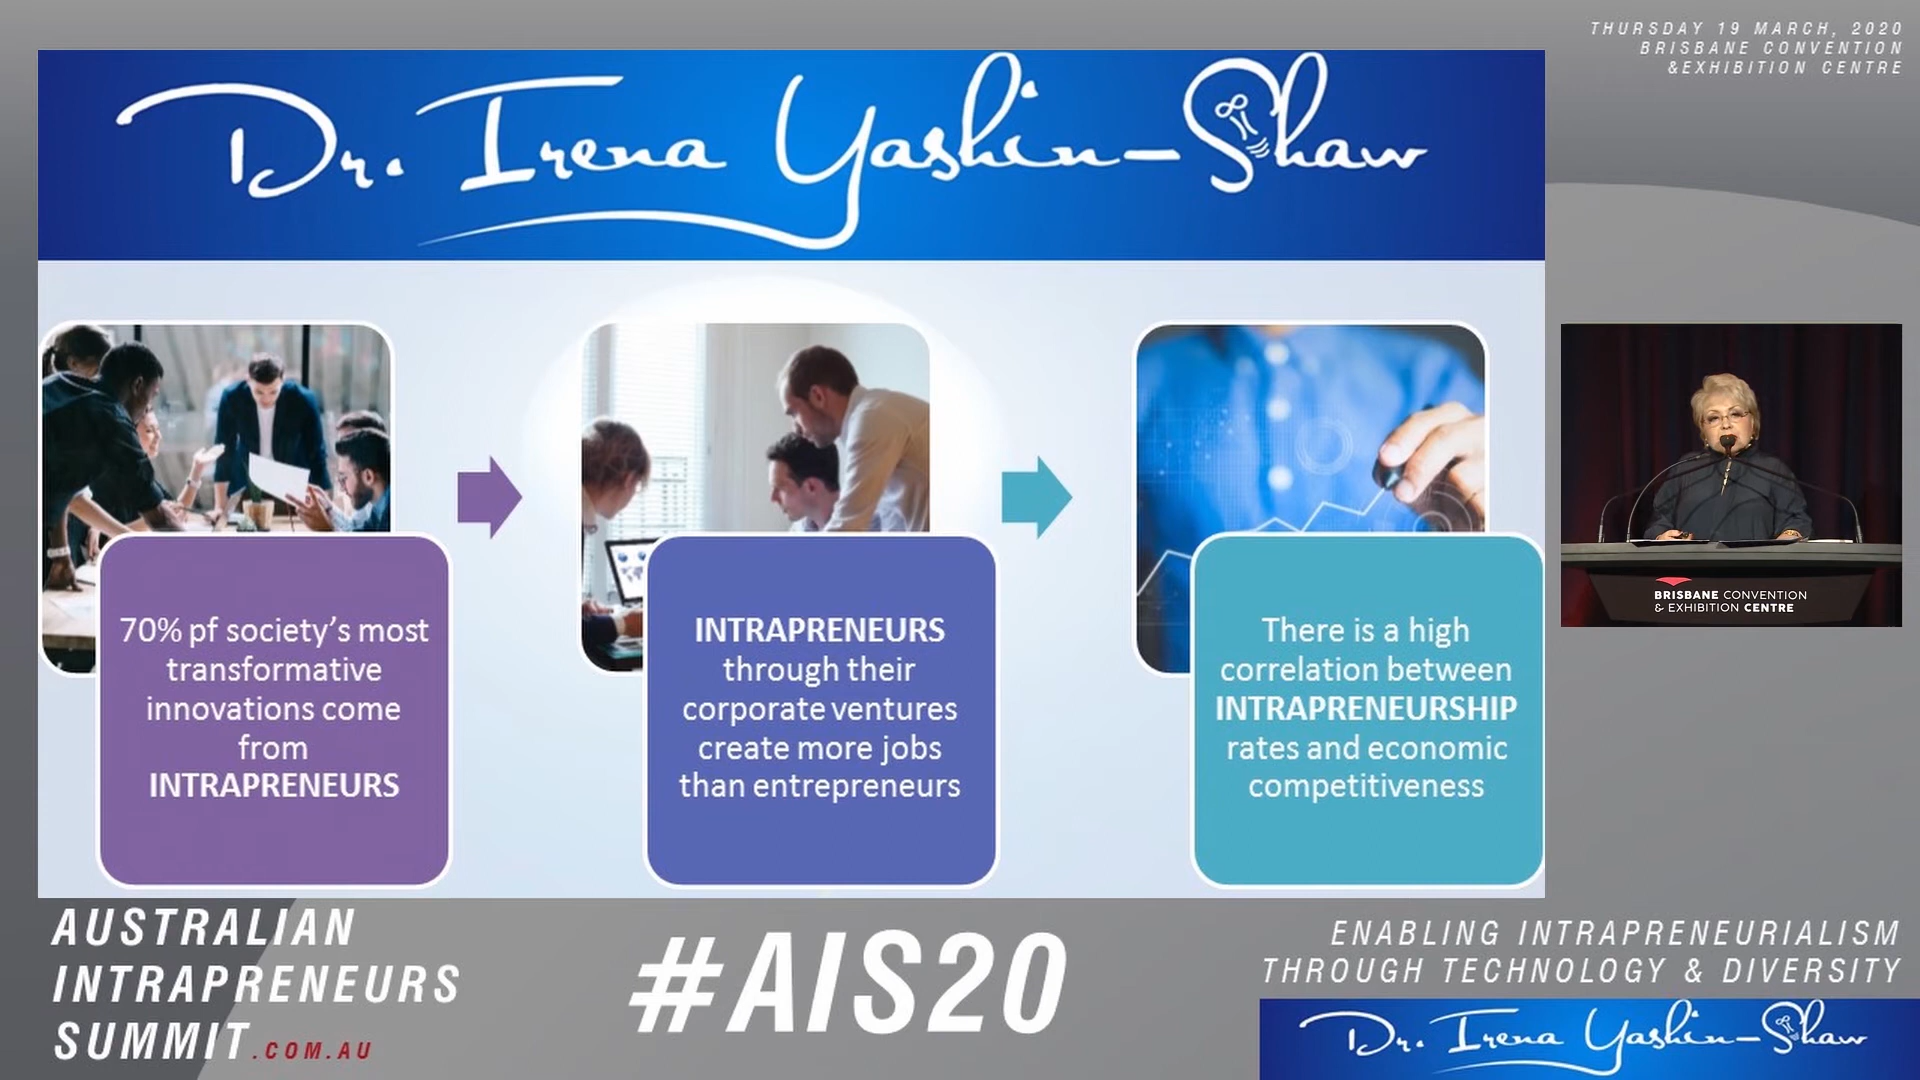 THURSDAY 19 MARCH, 2020
BRISBANE CONVENTION
&EXHIBITION CENTRE
Dr. Irena Yashin-Shaw
70% pf society's most
transformative
innovations come
from
INTRAPRENEURS
INTRAPRENEURS
through their
corporate ventures
create more jobs
than entrepreneurs
There is a high
correlation between
INTRAPRENEURSHIP
rates and economic
competitiveness
BRISBANE CONVENTION
& EXHIBITION CENTRE
AUSTRALIAN
INTRAPRENEURS
SUMMIT.COM.AU
#AIS20
ENABLING INTRAPRENEURIALISM
THROUGH TECHNOLOGY & DIVERSITY
Dr. Irena Yashin-Shaw